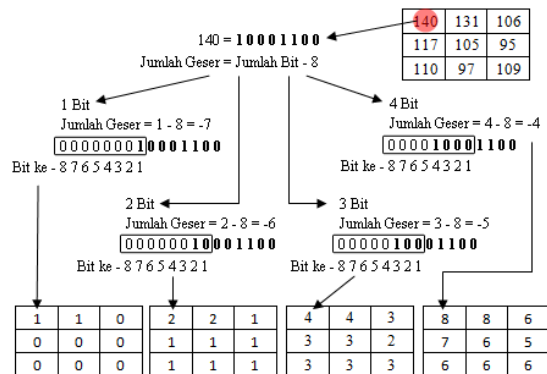 140 131 106
117 105 95
110 97 109
140 = 10001100
Jumlah Geser = Jumlah Bit - 8
1 Bit
Jumlah Geser = 1 - 8 = -7
000000010001100
Bit ke - 8 7 6 5 4 3 2 1
4 Bit
Jumlah Geser = 4 - 8 = -4
000010001100
Bit ke - 8 7 6 5 4 3 2 1
2 Bit
Jumlah Geser = 2 - 8 = -6
00000010001100
Bit ke - 8 7 6 5 4 3 2 1
3 Bit
Jumlah Geser = 3 - 8 = -5
0000010001100
Bit ke - 8 7 6 5 4 3 2 1
1 1 0
0 0 0
0 0 0
2 2 1
1 1 1
1 1 1
4 4 3
3 3 2
3 3 3
8 8 6
7 6 5
6 6 6